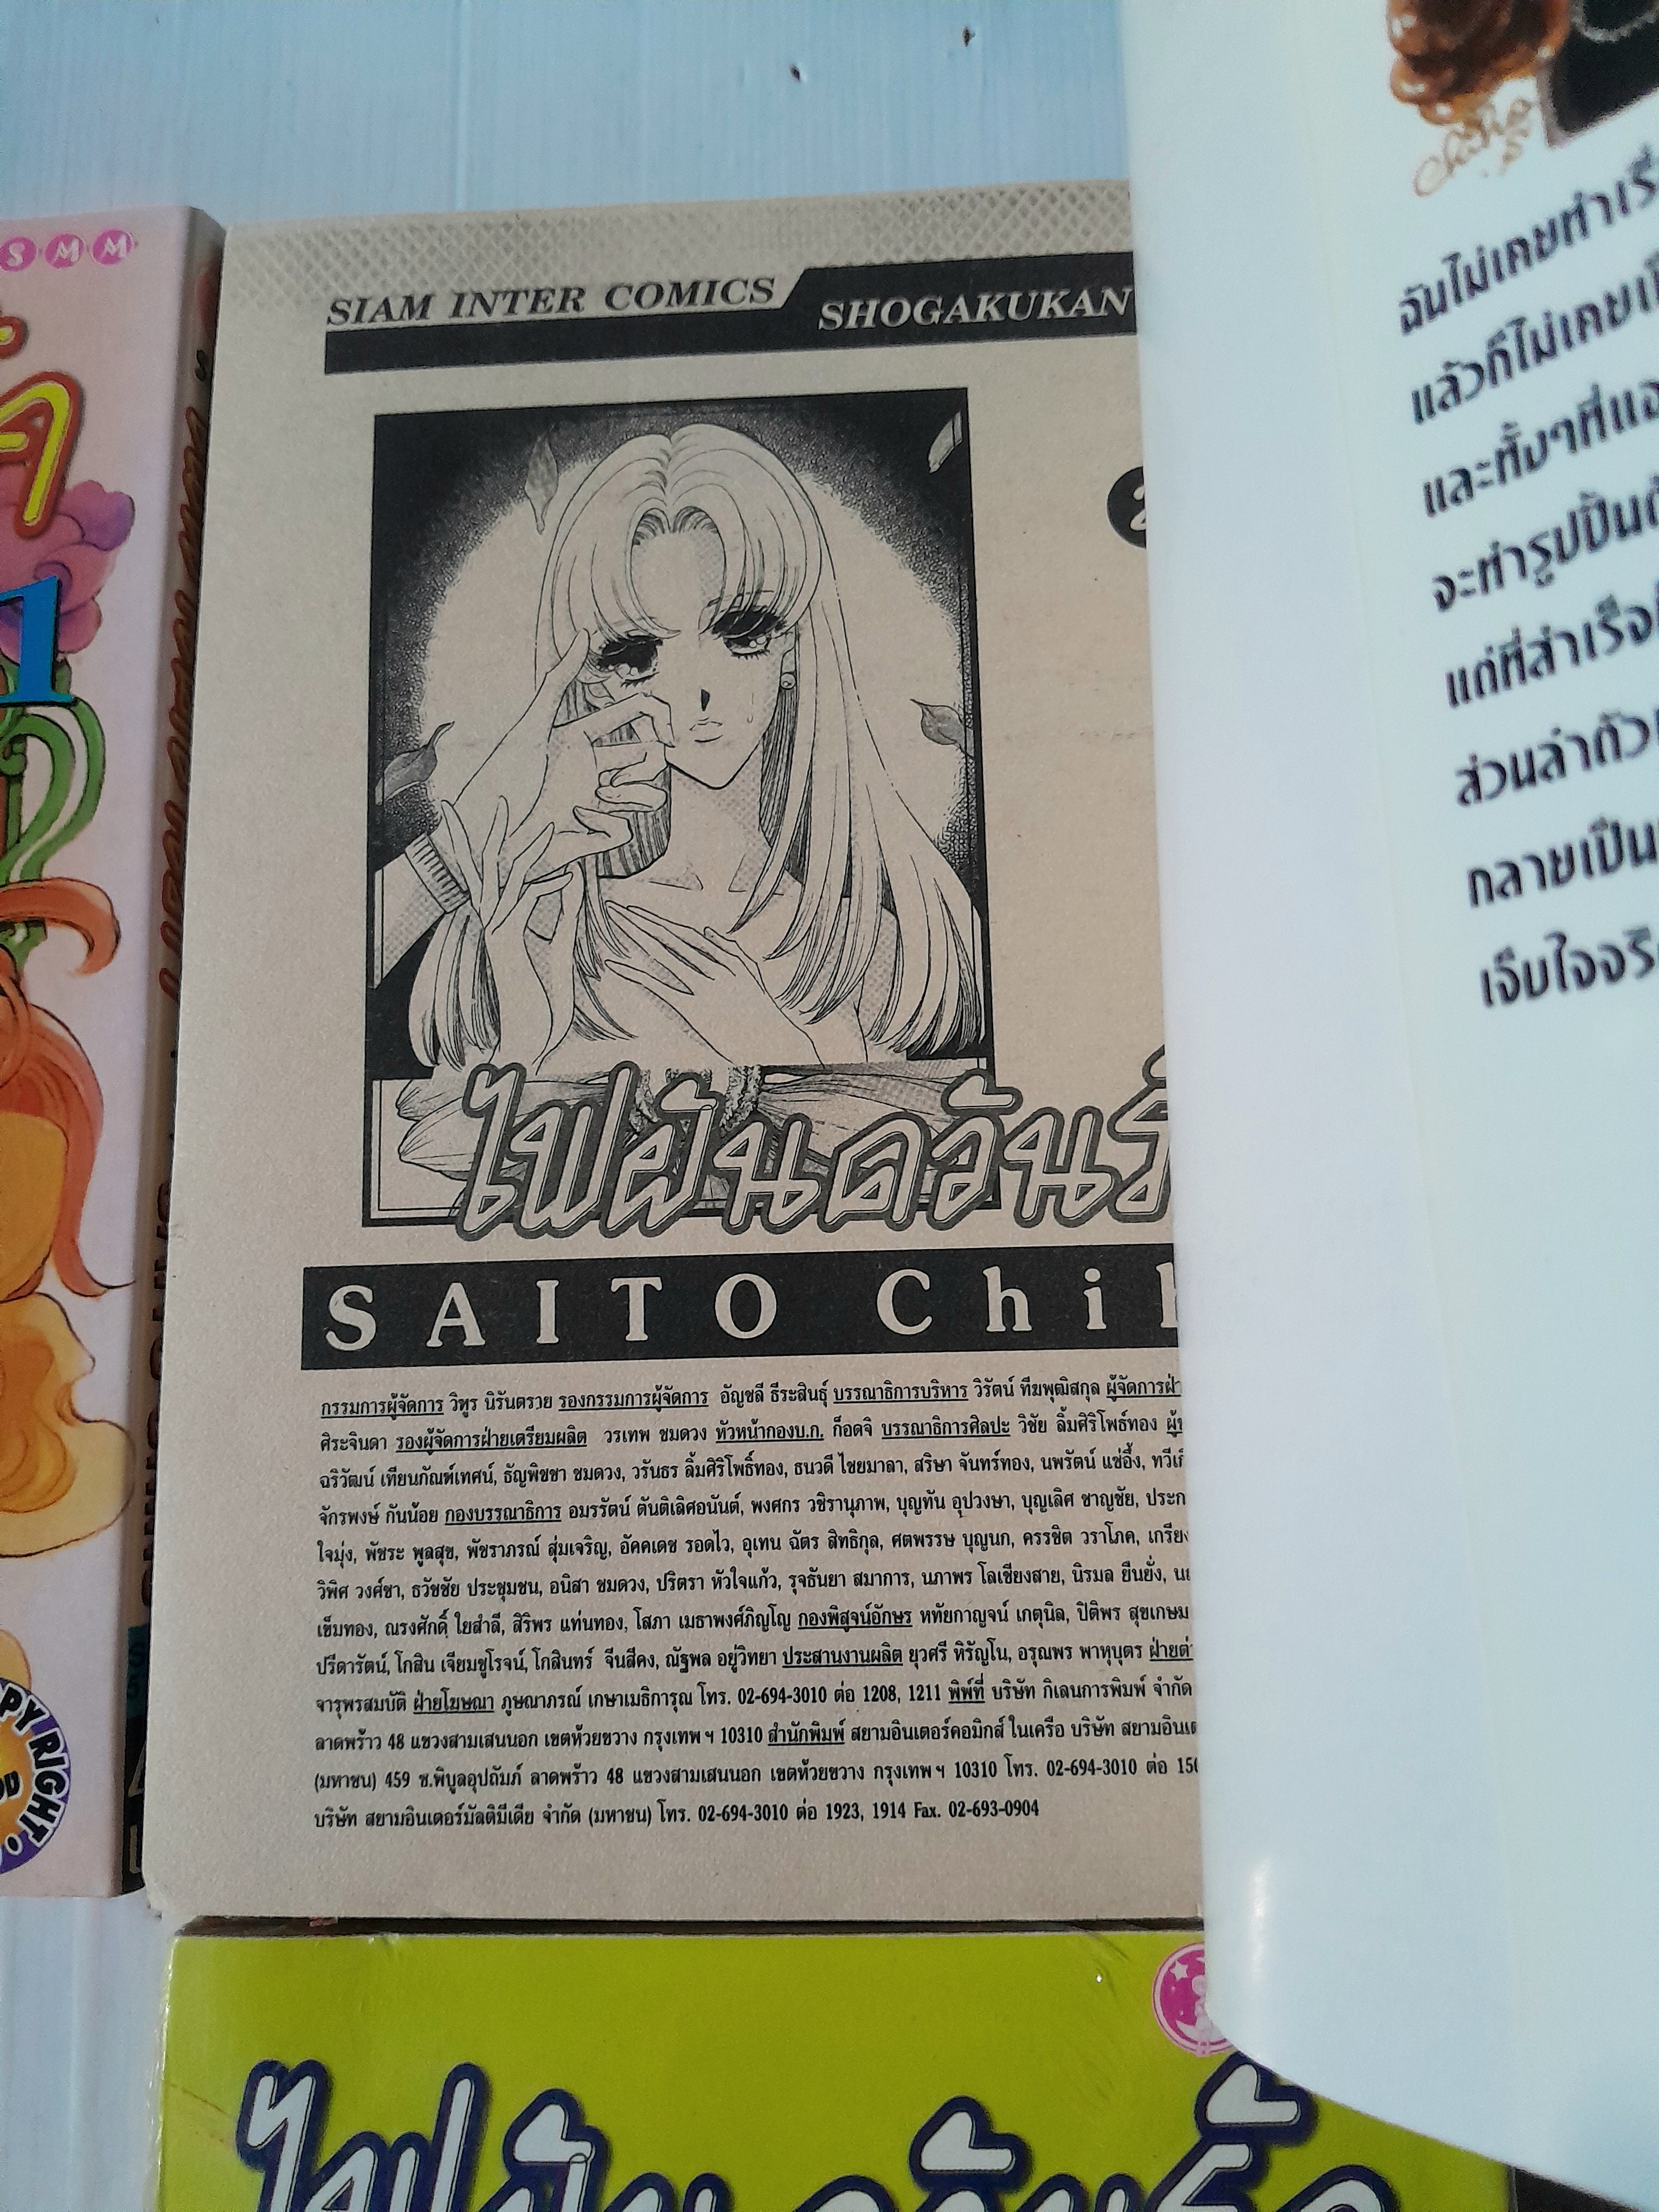 S M M
1
SIAM INTER COMICS
SHOGAKUKAN
2
ไฟฝันควันรั
SAITO Chih
กรรมการผู้จัดการ วิฑูร นิรันตราย รองกรรมการผู้จัดการ อัญชลี ธีระสินธุ์ บรรณาธิการบริหาร วิรัตน์ ทีฆพุฒิสกุล ผู้จัดการฝ่า
ศิระจินดา รองผู้จัดการฝ่ายเตรียมผลิต วรเทพ ชมดวง หัวหน้ากองบ.ก. ก็อดจิ บรรณาธิการศิลปะ วิชัย ลิ้มศิริโพธิ์ทอง
ฉริวัฒน์ เทียนภัณฑ์เทศน์, ธัญพิชชา ชมดวง, วรันธร ลิ้มศิริโพธิ์ทอง, ธนวดี ไชยมาลา, สริษา จันทร์ทอง, นพรัตน์ แซ่อึ้ง,
จักรพงษ์ กันน้อย กองบรรณาธิการ อมรรัตน์ ตันติเลิศอนันต์, พงศกร วชิรานุภาพ, บุญทัน อุปวงษา, บุญเลิศ ชาญชัย, ประก
ใจมุ่ง, พัชระ พูลสุข, พัชราภรณ์ สุ่มเจริญ, อัคคเดช รอดไว, อุเทน ฉัตร สิทธิกุล, ศตพรรษ บุญนก, ครรชิต วราโภค, เกรียง
วิพิศ วงศ์ชา, ธวัชชัย ประชุมชน, อนิสา ชมดวง, ปริตรา หัวใจแก้ว, รุจธันยา สมาการ, นภาพร โลเชียงสาย, นิรมล ยืนยั่ง,
เข็มทอง, ณรงศักดิ์ ใยสำลี, สิริพร แท่นทอง, โสภา เมธาพงศ์ภิญโญ กองพิสูจน์อักษร หทัยกาญจน์ เกตุนิล, ปิติพร สุขเกษม
ปรีดารัตน์, โกสิน เจียมชูโรจน์, โกสินทร์ จีนสีคง, ณัฐพล อยู่วิทยา ประสานงานผลิต ยุวศรี หิรัญโน, อรุณพร พาหุบุตร ฝ่ายต่
จารุพรสมบัติ ฝ่ายโฆษณา ภูษณาภรณ์ เกษาเมธิการุณ โทร. 02-694-3010 ต่อ 1208, 1211 พิมพ์ที่ บริษัท กิเลนการพิมพ์ จำกัด
ลาดพร้าว 48 แขวงสามเสนนอก เขตห้วยขวาง กรุงเทพฯ 10310 สำนักพิมพ์ สยามอินเตอร์คอมิกส์ ในเครือ บริษัท สยามอินเต
(มหาชน) 459 ซ.พิบูลอุปถัมภ์ ลาดพร้าว 48 แขวงสามเสนนอก เขตห้วยขวาง กรุงเทพฯ 10310 โทร. 02-694-3010 ต่อ 150
บริษัท สยามอินเตอร์มัลติมีเดีย จำกัด (มหาชน) โทร. 02-694-3010 ต่อ 1923, 1914 Fax. 02-693-0904
ฉันไม่เคยทำเรื
แล้วก็ไม่เคยเป็
และทั้งๆที่แอ
จะทำรูปปั้นตั
แต่ที่สำเร็จ
ส่วนลำตัว
กลายเป็น
เจ็บใจจริ
PY RIGHT
ไฟฝันควันรัก